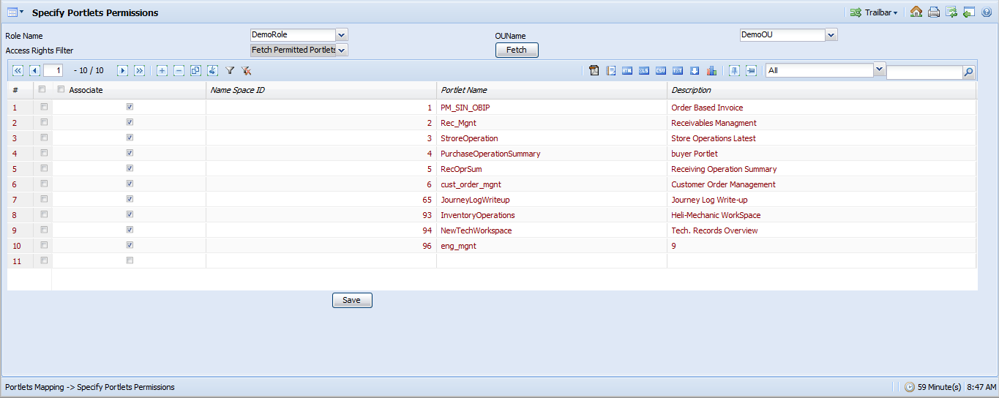 Specify Portlets Permissions Trailbar
Role Name DemoRole OUName DemoOU
Access Rights Filter Fetch Permitted Portlets Fetch
1 - 10 / 10 HTML XLS CSV TXT All
# Associate Name Space ID Portlet Name Description
1 1 PM_SIN_OBIP Order Based Invoice
2 2 Rec_Mgnt Receivables Managment
3 3 StroreOperation Store Operations Latest
4 4 PurchaseOperationSummary buyer Portlet
5 5 RecOprSum Receiving Operation Summary
6 6 cust_order_mgnt Customer Order Management
7 65 JourneyLogWriteup Journey Log Write-up
8 93 InventoryOperations Heli-Mechanic WorkSpace
9 94 NewTechWorkspace Tech. Records Overview
10 96 eng_mgnt 9
11
Save
Portlets Mapping -> Specify Portlets Permissions 59 Minute(s) 8:47 AM